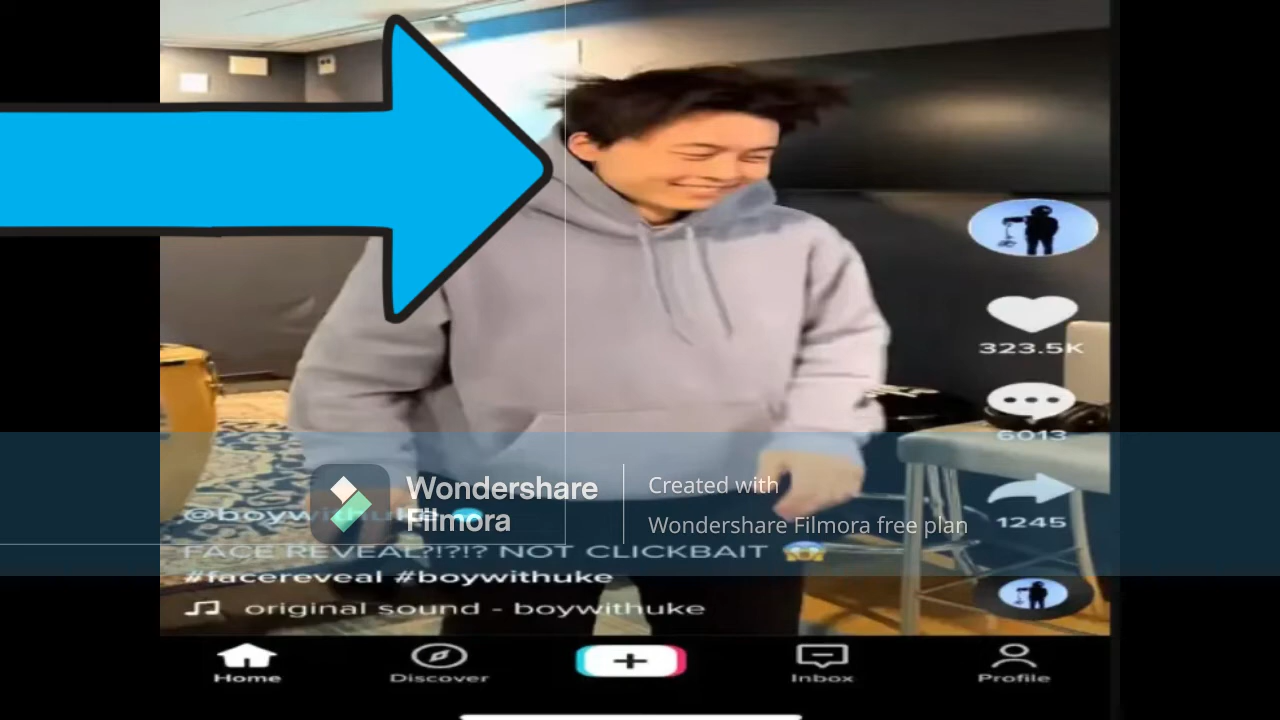 323.5K
6013
Wondershare
Filmora
Created with
Wondershare Filmora free plan
1245
FACE REVEAL?!?!? NOT CLICKBAIT 😱
#facereveal #boywithuke
original sound - boywithuke
Home
Discover
Inbox
Profile